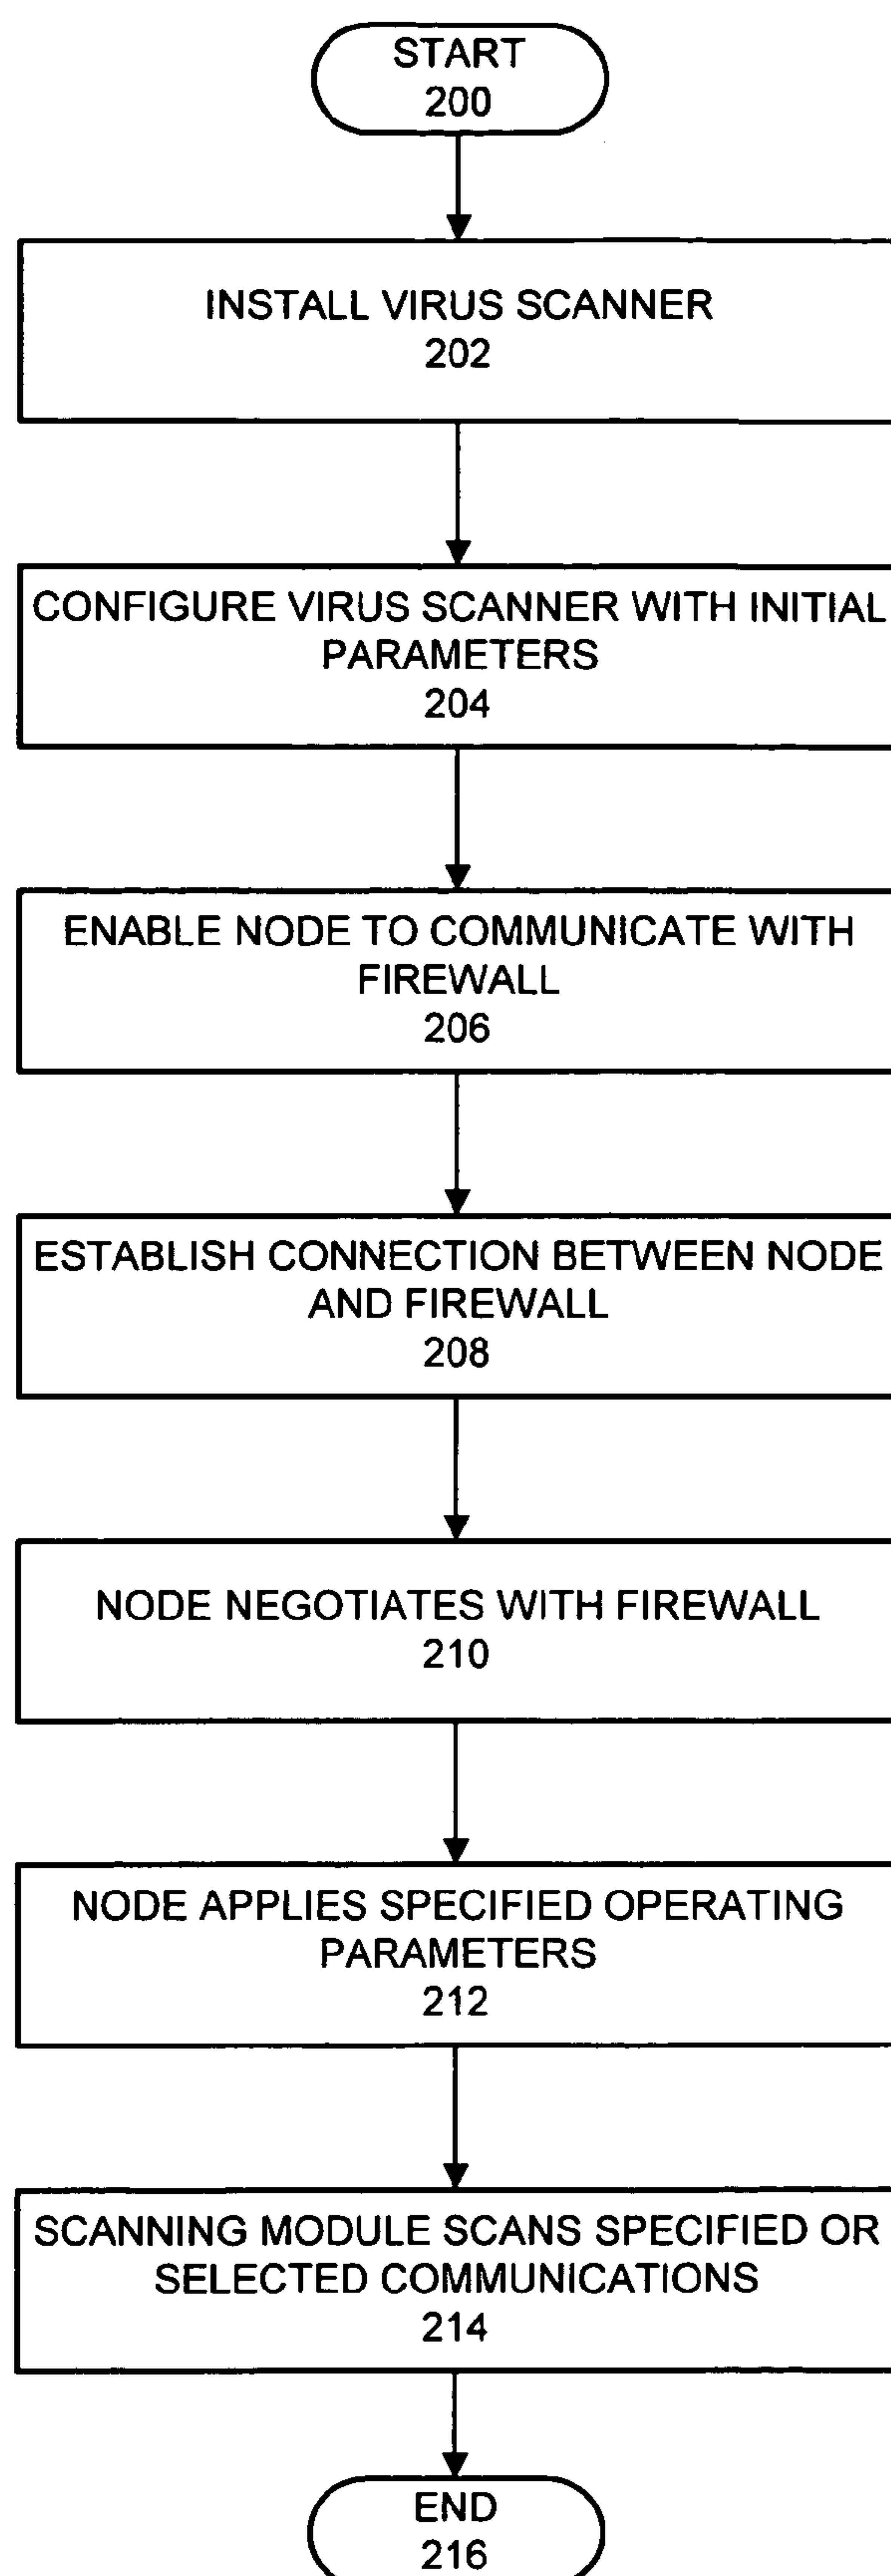 START
200
INSTALL VIRUS SCANNER
202
CONFIGURE VIRUS SCANNER WITH INITIAL
PARAMETERS
204
ENABLE NODE TO COMMUNICATE WITH
FIREWALL
206
ESTABLISH CONNECTION BETWEEN NODE
AND FIREWALL
208
NODE NEGOTIATES WITH FIREWALL
210
NODE APPLIES SPECIFIED OPERATING
PARAMETERS
212
SCANNING MODULE SCANS SPECIFIED OR
SELECTED COMMUNICATIONS
214
END
216